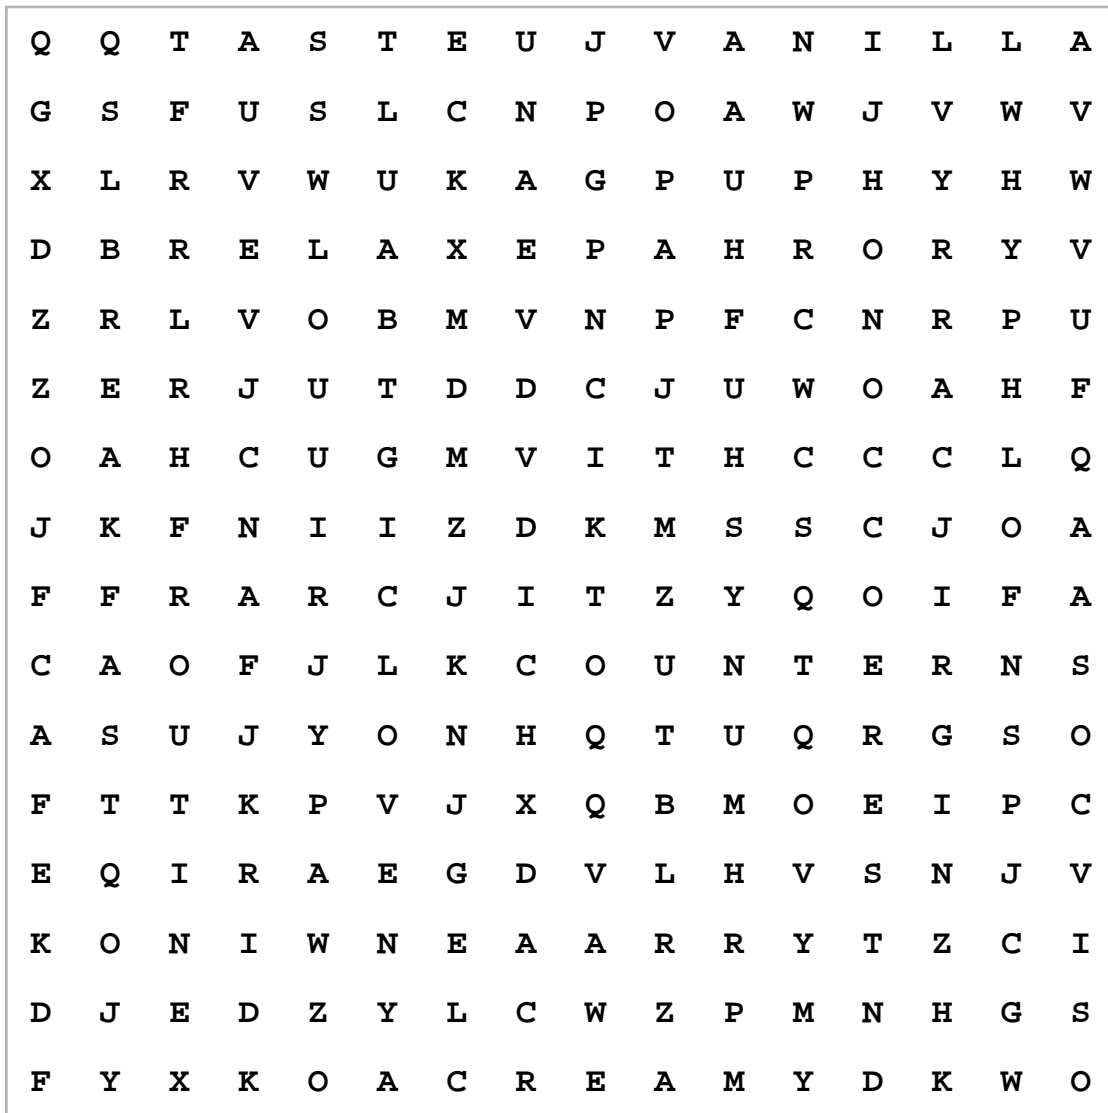 Q Q T A S T E U J V A N I L L A
G S F U S L C N P O A W J V W V
X L R V W U K A G P U P H Y H W
D B R E L A X E P A H R O R Y V
Z R L V O B M V N P F C N R P U
Z E R J U T D D C J U W O A H F
O A H C U G M V I T H C C C L Q
J K F N I I Z D K M S S C J O A
F F R A R C J I T Z Y Q O I F A
C A O F J L K C O U N T E R N S
A S U J Y O N H Q T U Q R G S O
F T T K P V J X Q B M O E I P C
E Q I R A E G D V L H V S N J V
K O N I W N E A A R R Y T Z C I
D J E D Z Y L C W Z P M N H G S
F Y X K O A C R E A M Y D K W O